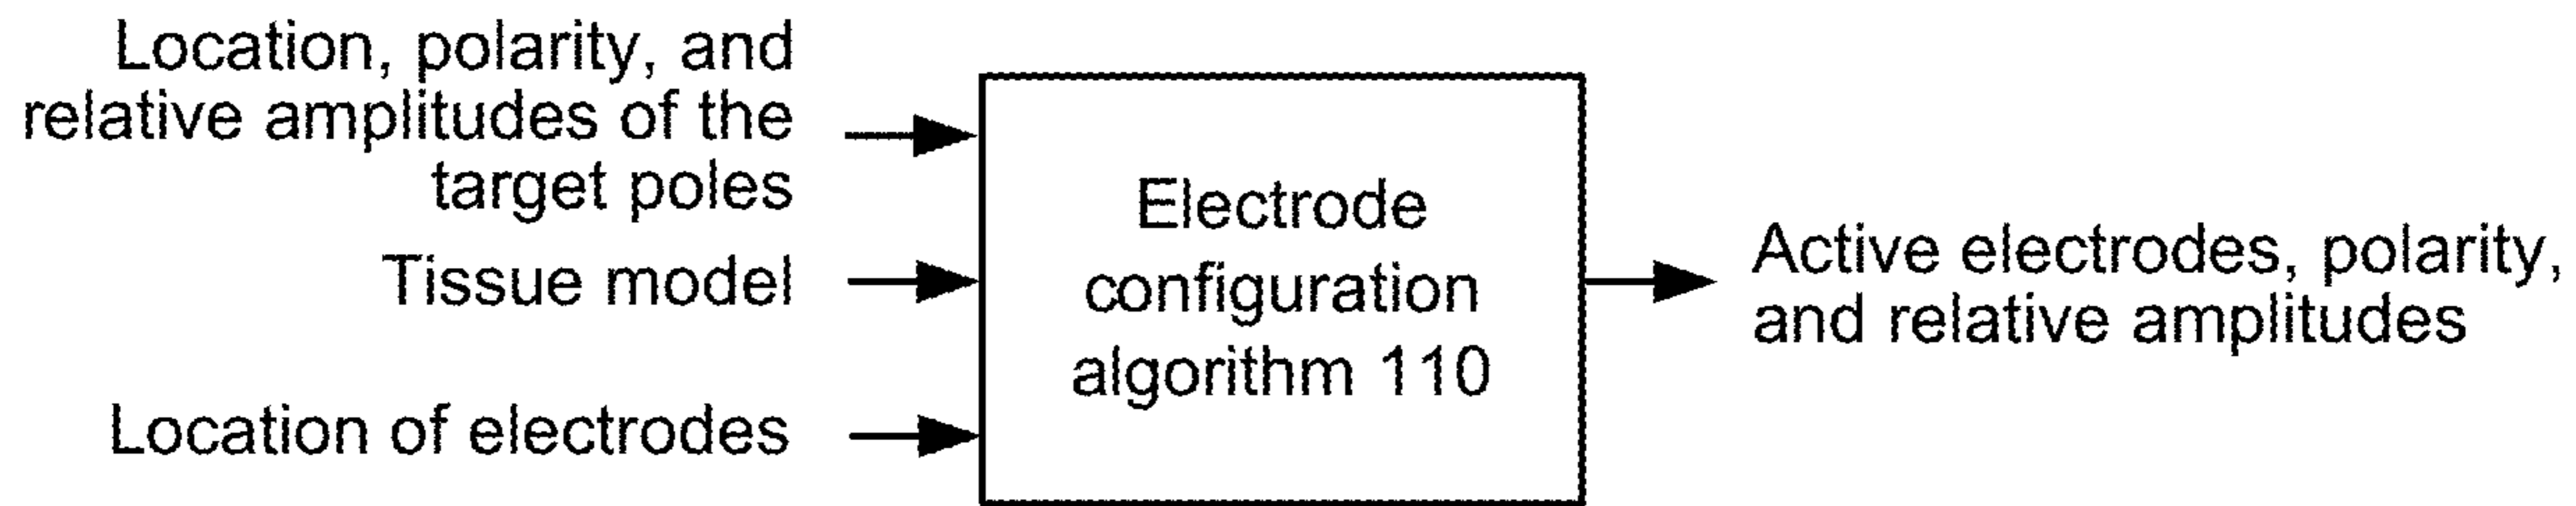 Location, polarity, and
relative amplitudes of the
target poles
Tissue model
Location of electrodes
Electrode
configuration
algorithm 110
Active electrodes, polarity,
and relative amplitudes